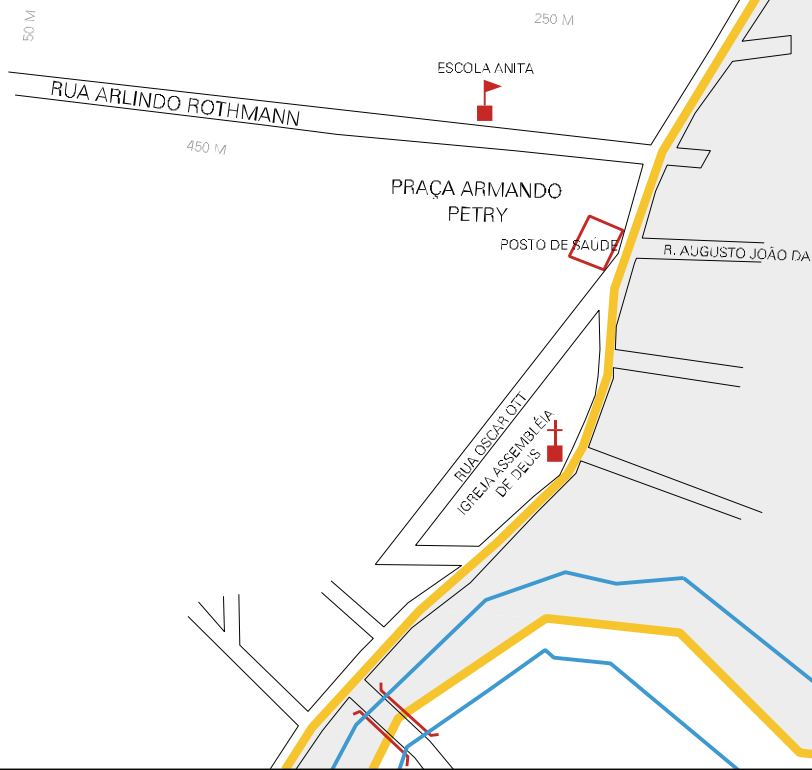 50 M
250 M
ESCOLA ANITA
RUA ARLINDO ROTHMANN
450 M
PRAÇA ARMANDO
PETRY
POSTO DE SAÚDE
R. AUGUSTO JOÃO DA
RUA OSCAR OTT
IGREJA ASSEMBLÉIA
DE DEUS